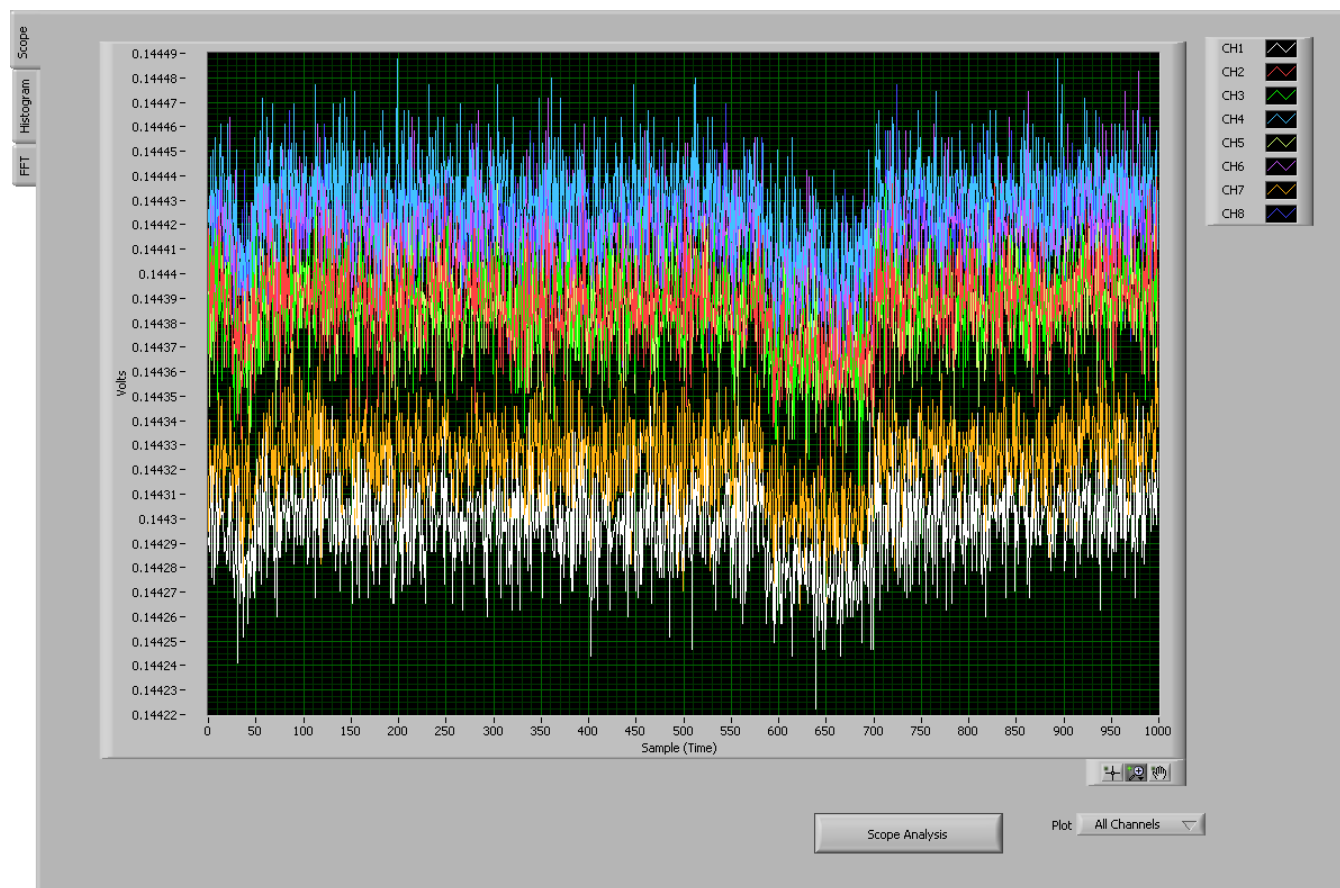 Scope
Histogram
FFT
Volts
0.14449
0.14448
0.14447
0.14446
0.14445
0.14444
0.14443
0.14442
0.14441
0.1444
0.14439
0.14438
0.14437
0.14436
0.14435
0.14434
0.14433
0.14432
0.14431
0.1443
0.14429
0.14428
0.14427
0.14426
0.14425
0.14424
0.14423
0.14422
0 50 100 150 200 250 300 350 400 450 500 550 600 650 700 750 800 850 900 950 1000
Sample (Time)
CH1
CH2
CH3
CH4
CH5
CH6
CH7
CH8
Scope Analysis
Plot All Channels